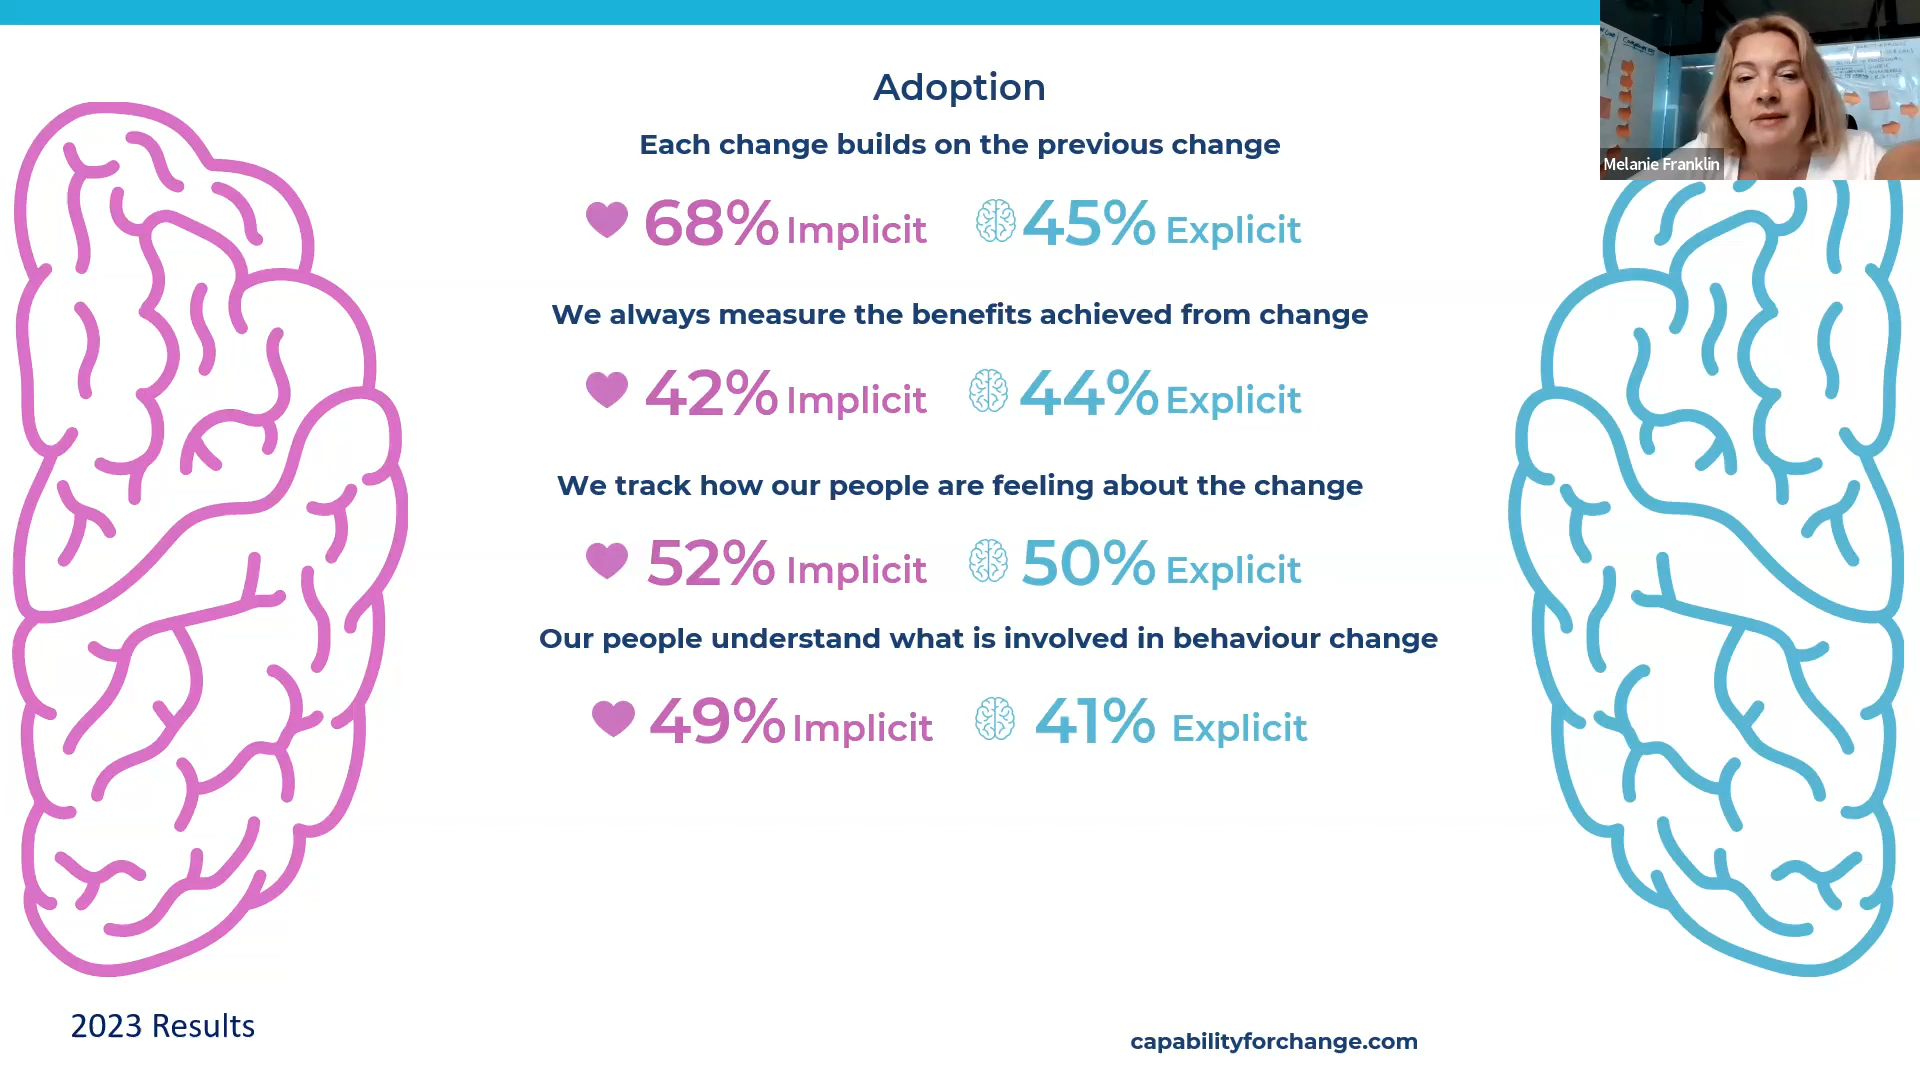 Adoption
Each change builds on the previous change
68% Implicit 45% Explicit
We always measure the benefits achieved from change
42% Implicit 44% Explicit
We track how our people are feeling about the change
52% Implicit 50% Explicit
Our people understand what is involved in behaviour change
49% Implicit 41% Explicit
2023 Results
capabilityforchange.com
Melanie Franklin